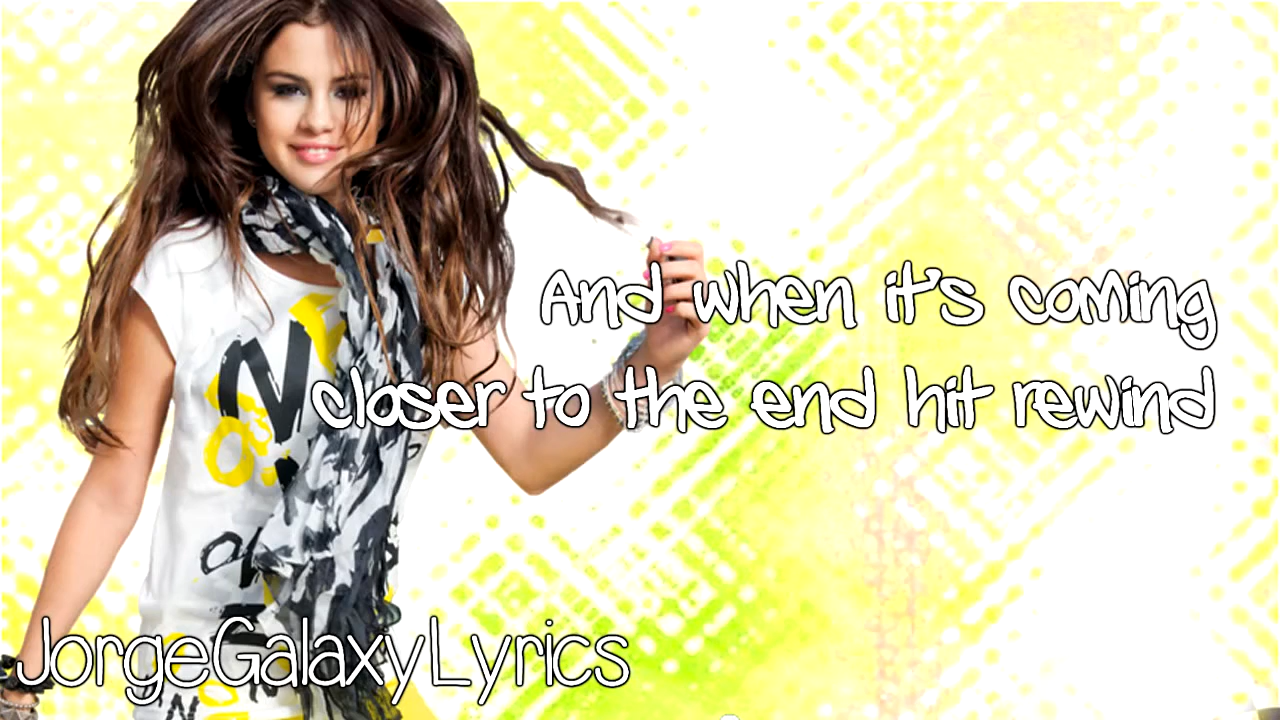 And when it's coming
closer to the end hit rewind
JorgeGalaxyLyrics